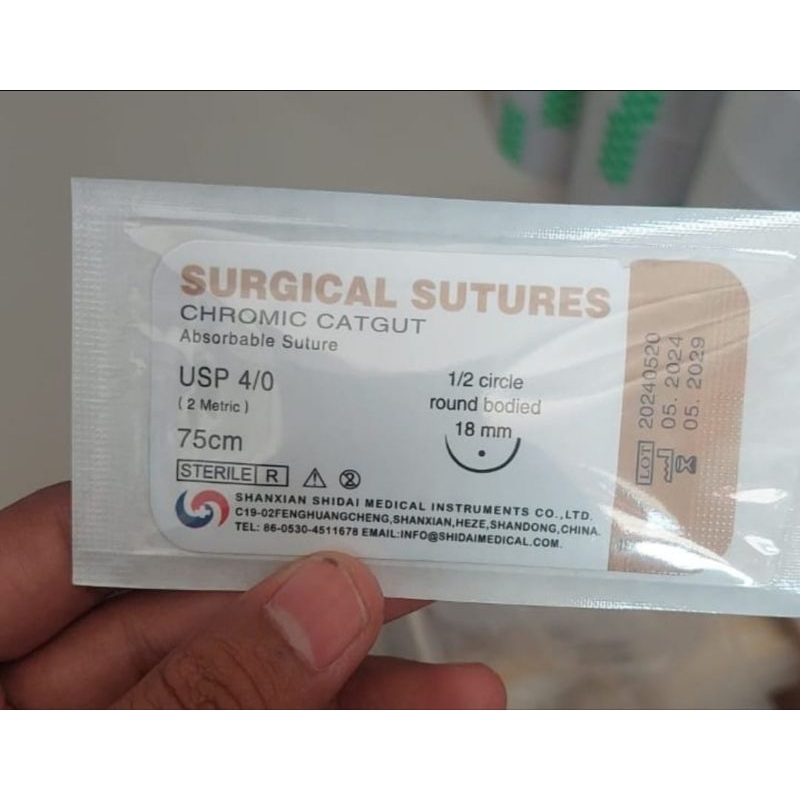 SURGICAL SUTURES
CHROMIC CATGUT
Absorbable Suture
USP 4/0
( 2 Metric )
75cm
STERILE R
1/2 circle
round bodied
18 mm
SHANXIAN SHIDAI MEDICAL INSTRUMENTS CO.,LTD.
C19-02FENGHUANGCHENG,SHANXIAN,HEZE,SHANDONG,CHINA.
TEL: 86-0530-4511678 EMAIL:INFO@SHIDAIMEDICAL.COM.
LOT 20240520
05. 2024
05. 2029